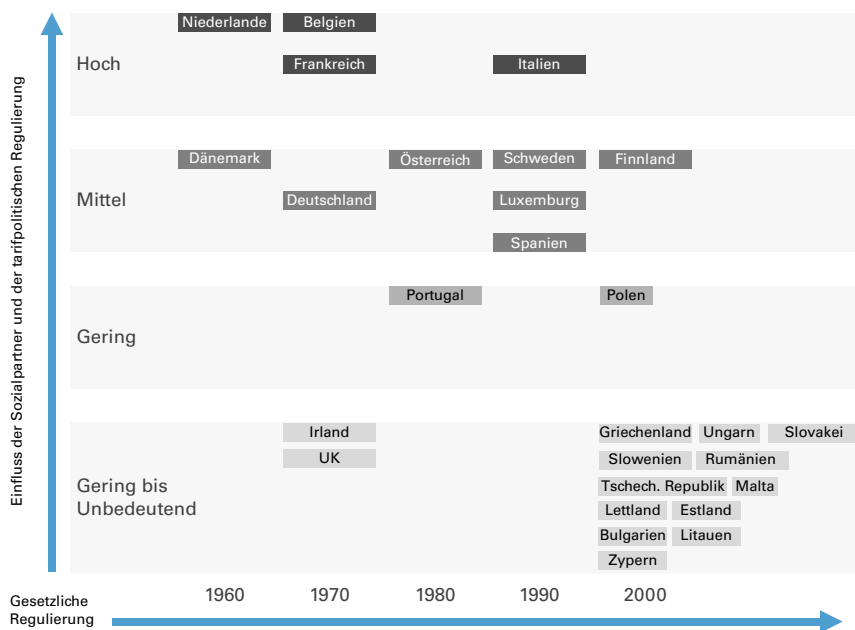 Einfluss der Sozialpartner und der tarifpolitischen Regulierung
Hoch
Niederlande
Belgien
Frankreich
Italien
Mittel
Dänemark
Österreich
Schweden
Finnland
Deutschland
Luxemburg
Spanien
Gering
Portugal
Polen
Gering bis
Unbedeutend
Irland
UK
Griechenland
Ungarn
Slovakei
Slowenien
Rumänien
Tschech. Republik
Malta
Lettland
Estland
Bulgarien
Litauen
Zypern
Gesetzliche
Regulierung
1960
1970
1980
1990
2000